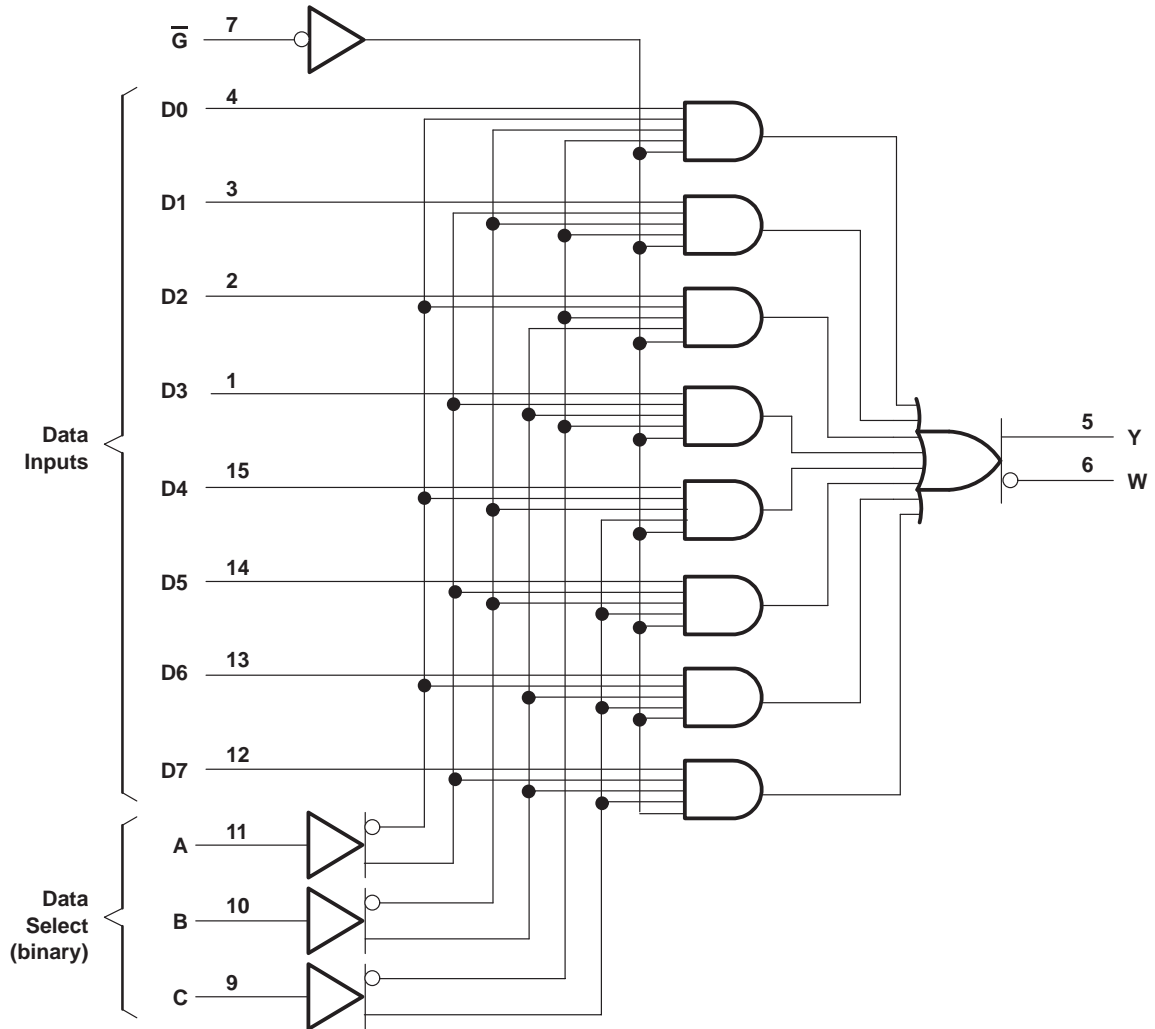 G̅ 7
D0 4
D1 3
D2 2
D3 1
Data
Inputs
5 Y
6 W
D4 15
D5 14
D6 13
D7 12
A 11
Data
Select
(binary)
B 10
C 9